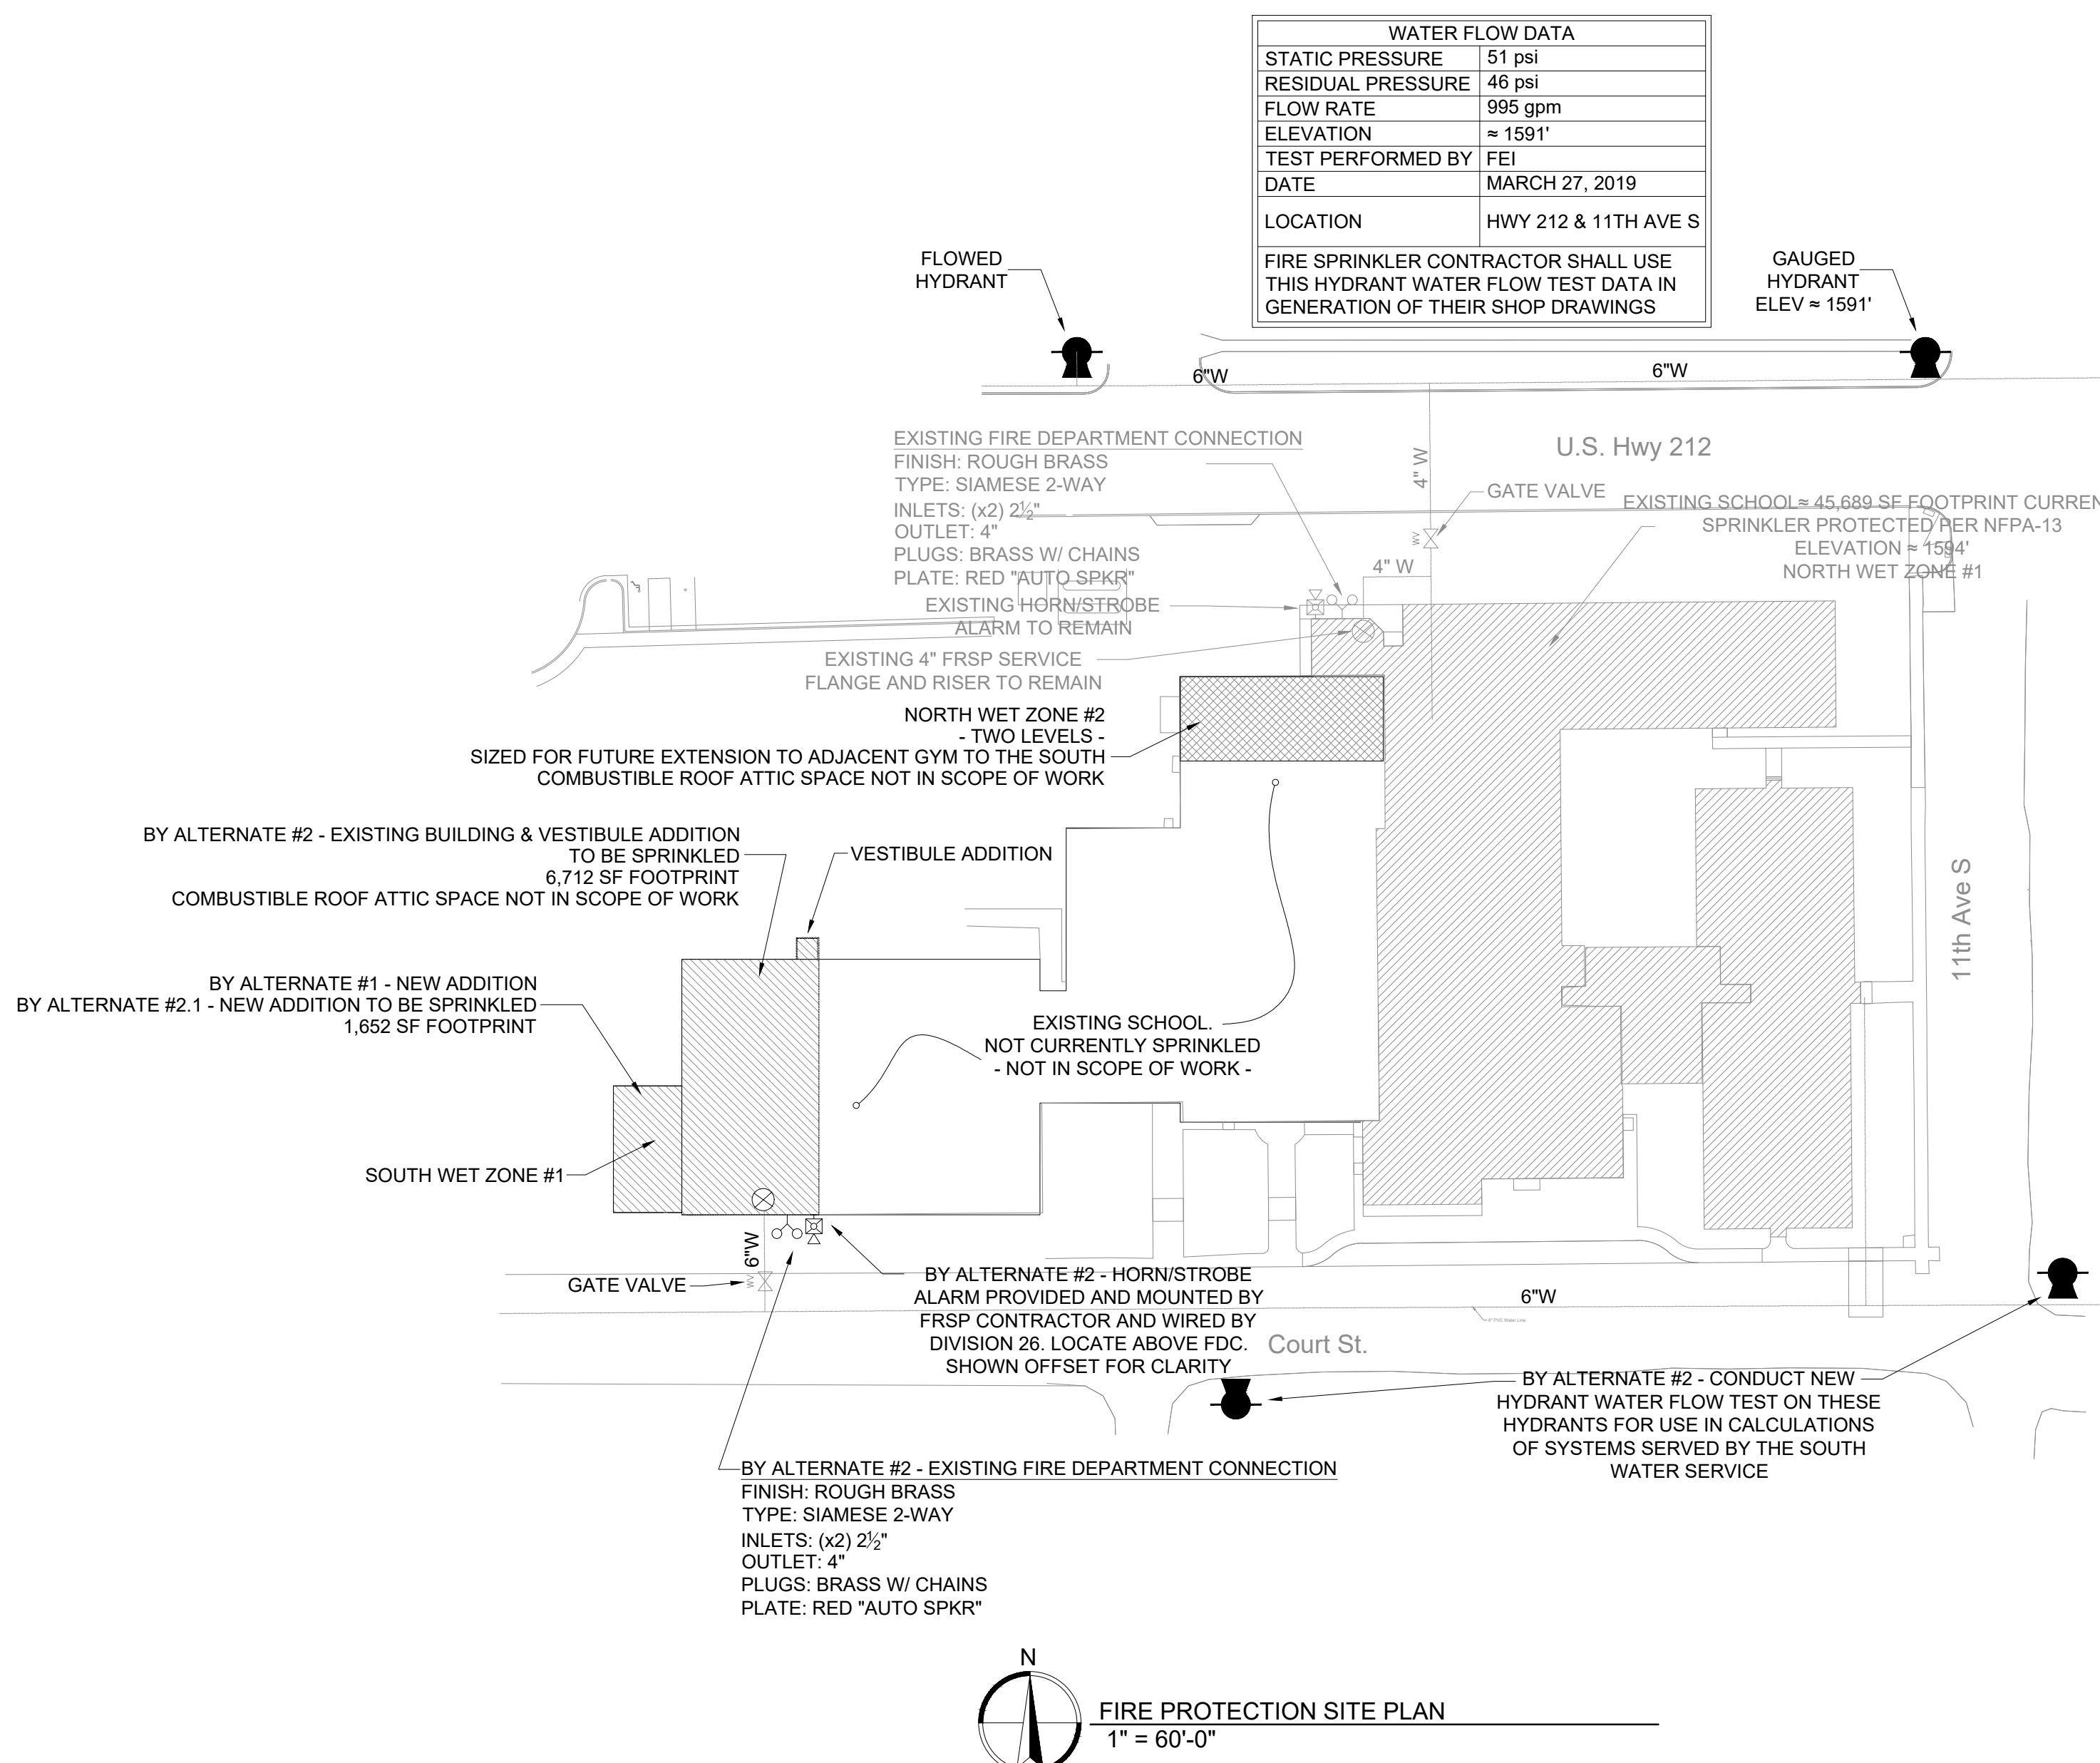 WATER FLOW DATA
STATIC PRESSURE 51 psi
RESIDUAL PRESSURE 46 psi
FLOW RATE 995 gpm
ELEVATION ≈ 1591'
TEST PERFORMED BY FEI
DATE MARCH 27, 2019
LOCATION HWY 212 & 11TH AVE S
FIRE SPRINKLER CONTRACTOR SHALL USE
THIS HYDRANT WATER FLOW TEST DATA IN
GENERATION OF THEIR SHOP DRAWINGS
FLOWED
HYDRANT
GAUGED
HYDRANT
ELEV ≈ 1591'
6"W
6"W
EXISTING FIRE DEPARTMENT CONNECTION
FINISH: ROUGH BRASS
TYPE: SIAMESE 2-WAY
INLETS: (x2) 2½"
OUTLET: 4"
PLUGS: BRASS W/ CHAINS
PLATE: RED "AUTO SPKR"
U.S. Hwy 212
4" W
GATE VALVE
WV
4" W
EXISTING SCHOOL≈ 45,689 SF FOOTPRINT CURREN
SPRINKLER PROTECTED PER NFPA-13
ELEVATION ≈ 1594'
NORTH WET ZONE #1
EXISTING HORN/STROBE
ALARM TO REMAIN
EXISTING 4" FRSP SERVICE
FLANGE AND RISER TO REMAIN
NORTH WET ZONE #2
- TWO LEVELS -
SIZED FOR FUTURE EXTENSION TO ADJACENT GYM TO THE SOUTH
COMBUSTIBLE ROOF ATTIC SPACE NOT IN SCOPE OF WORK
BY ALTERNATE #2 - EXISTING BUILDING & VESTIBULE ADDITION
TO BE SPRINKLED
6,712 SF FOOTPRINT
COMBUSTIBLE ROOF ATTIC SPACE NOT IN SCOPE OF WORK
VESTIBULE ADDITION
11th Ave S
BY ALTERNATE #1 - NEW ADDITION
BY ALTERNATE #2.1 - NEW ADDITION TO BE SPRINKLED
1,652 SF FOOTPRINT
EXISTING SCHOOL.
NOT CURRENTLY SPRINKLED
- NOT IN SCOPE OF WORK -
SOUTH WET ZONE #1
6"W
GATE VALVE
WV
BY ALTERNATE #2 - HORN/STROBE
ALARM PROVIDED AND MOUNTED BY
FRSP CONTRACTOR AND WIRED BY
DIVISION 26. LOCATE ABOVE FDC.
SHOWN OFFSET FOR CLARITY
6"W
6" PVC Water Line
Court St.
BY ALTERNATE #2 - CONDUCT NEW
HYDRANT WATER FLOW TEST ON THESE
HYDRANTS FOR USE IN CALCULATIONS
OF SYSTEMS SERVED BY THE SOUTH
WATER SERVICE
BY ALTERNATE #2 - EXISTING FIRE DEPARTMENT CONNECTION
FINISH: ROUGH BRASS
TYPE: SIAMESE 2-WAY
INLETS: (x2) 2½"
OUTLET: 4"
PLUGS: BRASS W/ CHAINS
PLATE: RED "AUTO SPKR"
N
FIRE PROTECTION SITE PLAN
1" = 60'-0"